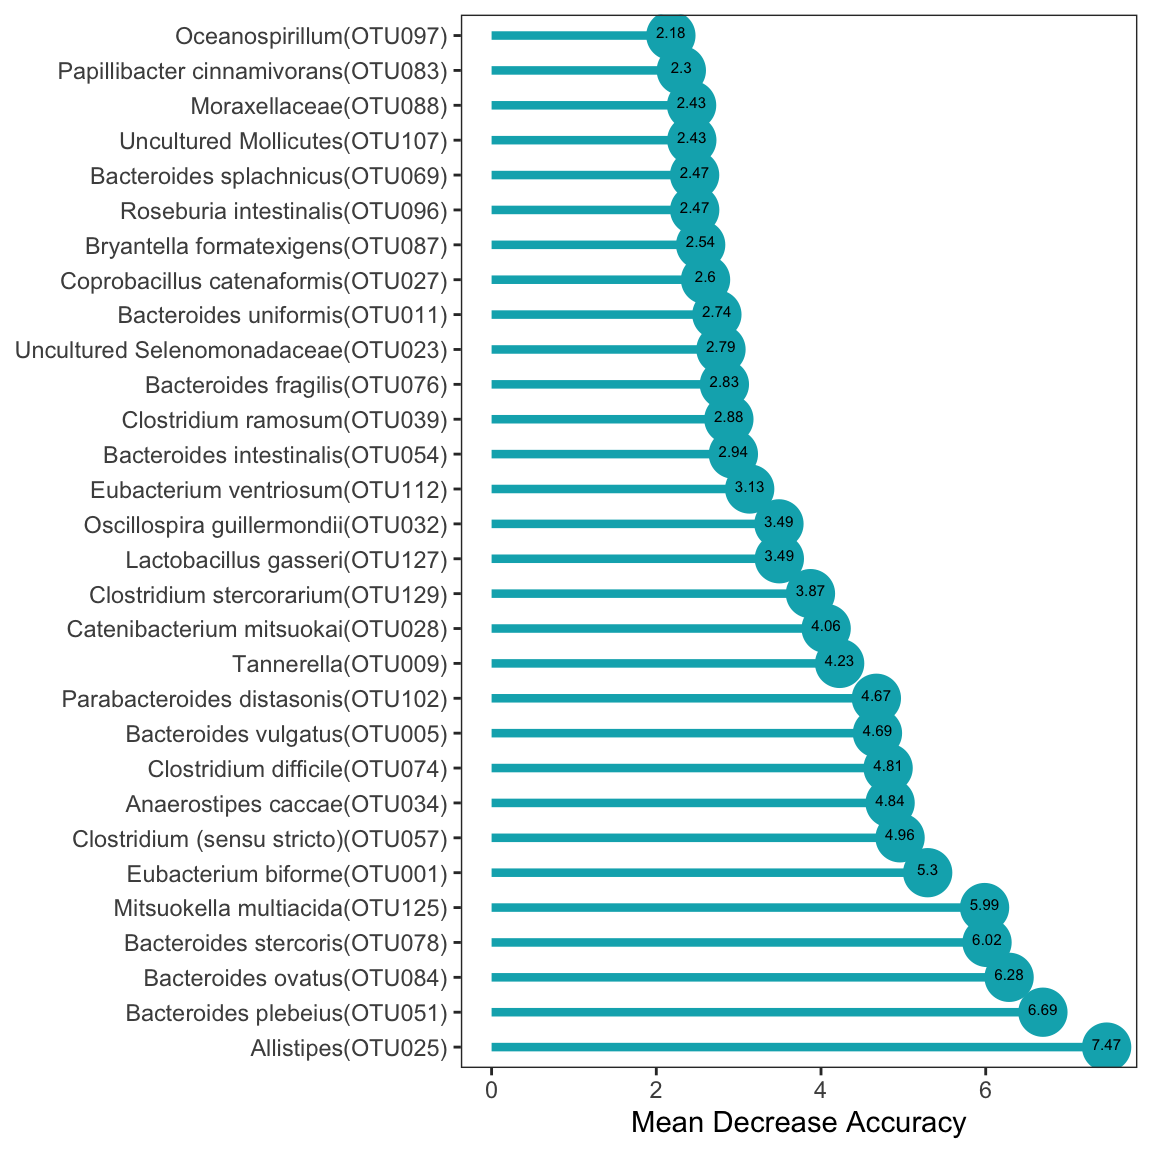 Oceanospirillum(OTU097) 2.18
Papillibacter cinnamivorans(OTU083) 2.3
Moraxellaceae(OTU088) 2.43
Uncultured Mollicutes(OTU107) 2.43
Bacteroides splachnicus(OTU069) 2.47
Roseburia intestinalis(OTU096) 2.47
Bryantella formatexigens(OTU087) 2.54
Coprobacillus catenaformis(OTU027) 2.6
Bacteroides uniformis(OTU011) 2.74
Uncultured Selenomonadaceae(OTU023) 2.79
Bacteroides fragilis(OTU076) 2.83
Clostridium ramosum(OTU039) 2.88
Bacteroides intestinalis(OTU054) 2.94
Eubacterium ventriosum(OTU112) 3.13
Oscillospira guillermondii(OTU032) 3.49
Lactobacillus gasseri(OTU127) 3.49
Clostridium stercorarium(OTU129) 3.87
Catenibacterium mitsuokai(OTU028) 4.06
Tannerella(OTU009) 4.23
Parabacteroides distasonis(OTU102) 4.67
Bacteroides vulgatus(OTU005) 4.69
Clostridium difficile(OTU074) 4.81
Anaerostipes caccae(OTU034) 4.84
Clostridium (sensu stricto)(OTU057) 4.96
Eubacterium biforme(OTU001) 5.3
Mitsuokella multiacida(OTU125) 5.99
Bacteroides stercoris(OTU078) 6.02
Bacteroides ovatus(OTU084) 6.28
Bacteroides plebeius(OTU051) 6.69
Allistipes(OTU025) 7.47
0 2 4 6
Mean Decrease Accuracy